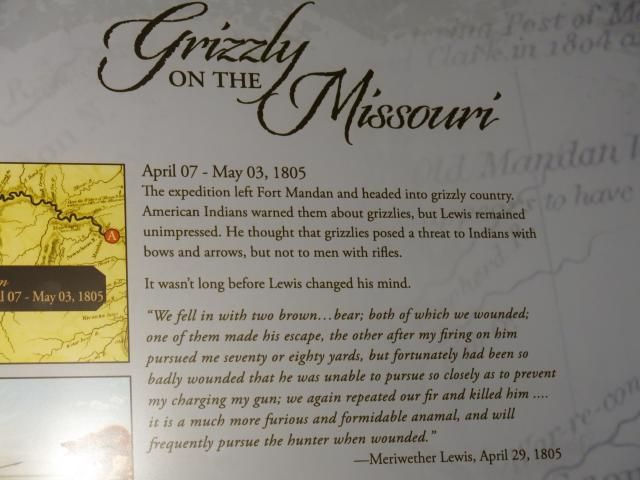 Grizzly
ON THE
Missouri
April 07 - May 03, 1805
The expedition left Fort Mandan and headed into grizzly country.
American Indians warned them about grizzlies, but Lewis remained
unimpressed. He thought that grizzlies posed a threat to Indians with
bows and arrows, but not to men with rifles.
It wasn't long before Lewis changed his mind.
"We fell in with two brown…bear; both of which we wounded;
one of them made his escape, the other after my firing on him
pursued me seventy or eighty yards, but fortunately had been so
badly wounded that he was unable to pursue so closely as to prevent
my charging my gun; we again repeated our fir and killed him ....
it is a much more furious and formidable anamal, and will
frequently pursue the hunter when wounded."
—Meriwether Lewis, April 29, 1805
A
07 - May 03, 1805
Post of
Clark in 1804
Old Mandan
to have